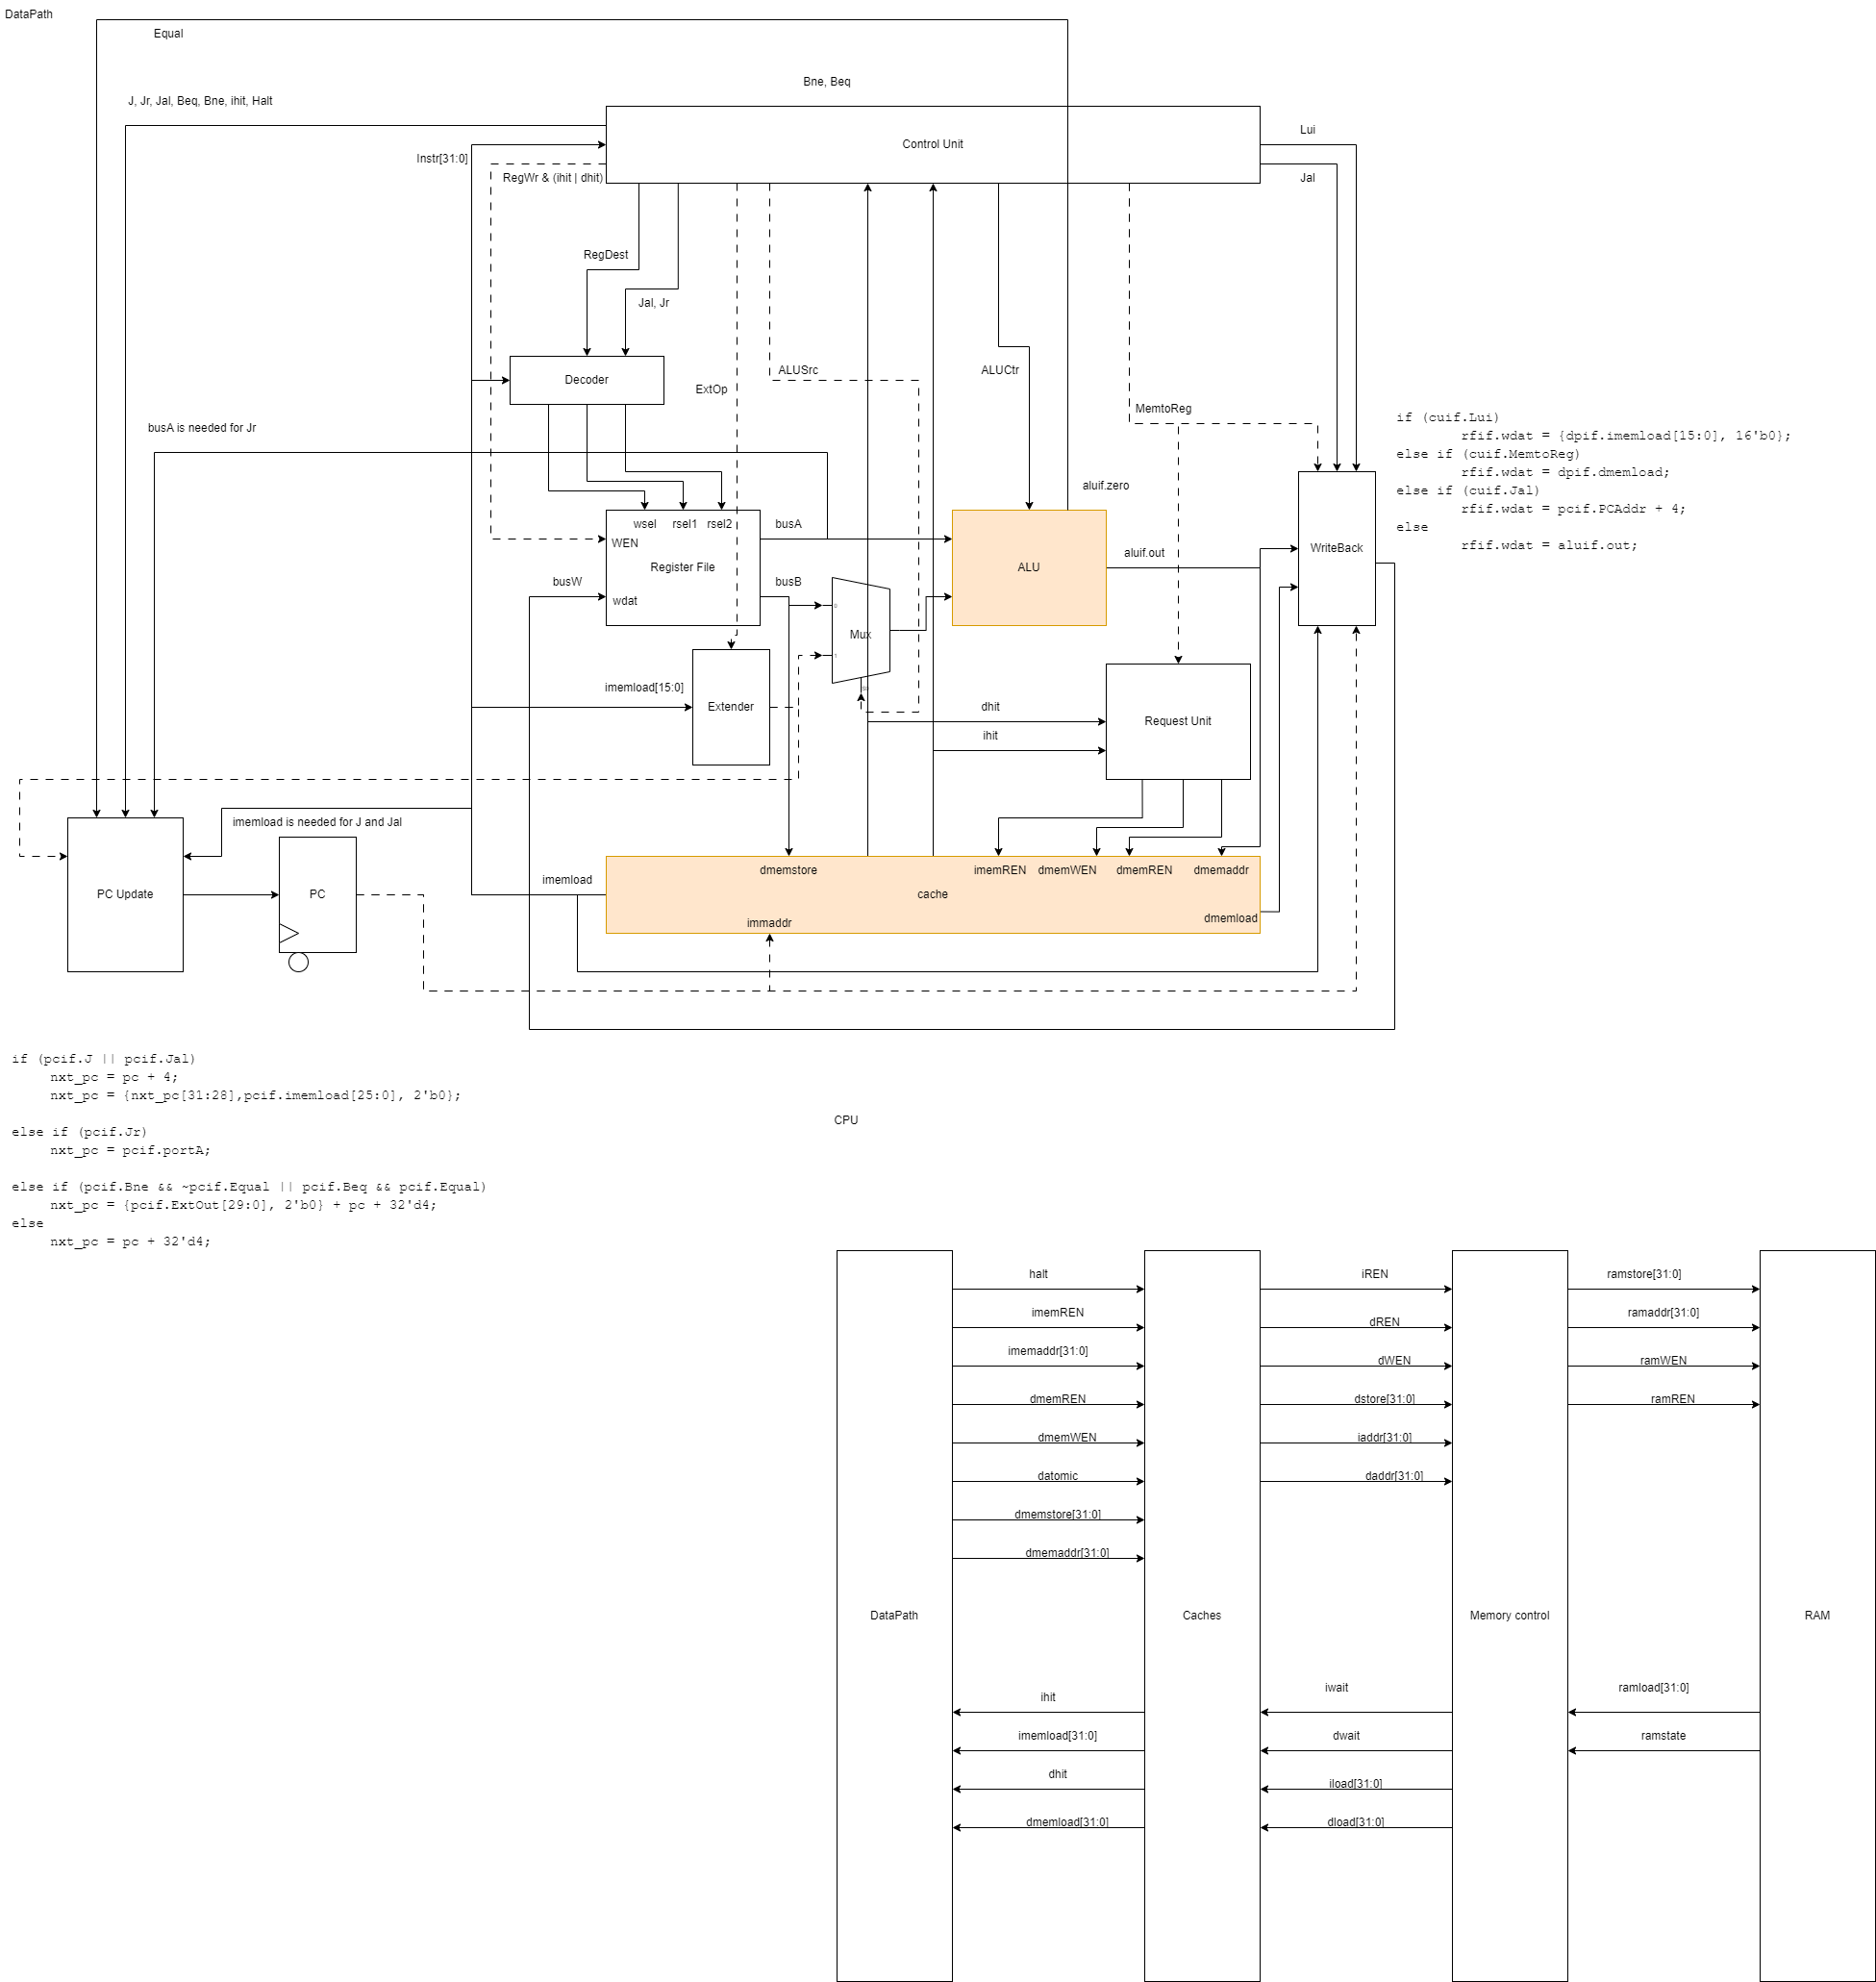 DataPath
Equal
Bne, Beq
J, Jr, Jal, Beq, Bne, ihit, Halt
Lui
Control Unit
Instr[31:0]
RegWr & (ihit | dhit)
Jal
RegDest
Jal, Jr
ALUSrc
ALUCtr
Decoder
ExtOp
MemtoReg
busA is needed for Jr
if (cuif.Lui)
rfif.wdat = {dpif.imemload[15:0], 16'b0};
else if (cuif.MemtoReg)
rfif.wdat = dpif.dmemload;
else if (cuif.Jal)
rfif.wdat = pcif.PCAddr + 4;
else
rfif.wdat = aluif.out;
aluif.zero
wsel
rsel1
rsel2
busA
WEN
Register File
aluif.out
ALU
WriteBack
busW
busB
wdat
0
Mux
1
imemload[15:0]
Extender
dhit
Request Unit
ihit
imemload is needed for J and Jal
PC Update
PC
imemload
dmemstore
imemREN
dmemWEN
dmemREN
dmemaddr
cache
immaddr
dmemload
if (pcif.J || pcif.Jal)
nxt_pc = pc + 4;
nxt_pc = {nxt_pc[31:28],pcif.imemload[25:0], 2'b0};
else if (pcif.Jr)
nxt_pc = pcif.portA;
else if (pcif.Bne && ~pcif.Equal || pcif.Beq && pcif.Equal)
nxt_pc = {pcif.ExtOut[29:0], 2'b0} + pc + 32'd4;
else
nxt_pc = pc + 32'd4;
CPU
halt
iREN
ramstore[31:0]
imemREN
dREN
ramaddr[31:0]
imemaddr[31:0]
dWEN
ramWEN
dmemREN
dstore[31:0]
ramREN
dmemWEN
iaddr[31:0]
datomic
daddr[31:0]
dmemstore[31:0]
dmemaddr[31:0]
DataPath
Caches
Memory control
RAM
ihit
iwait
ramload[31:0]
imemload[31:0]
dwait
ramstate
dhit
iload[31:0]
dmemload[31:0]
dload[31:0]